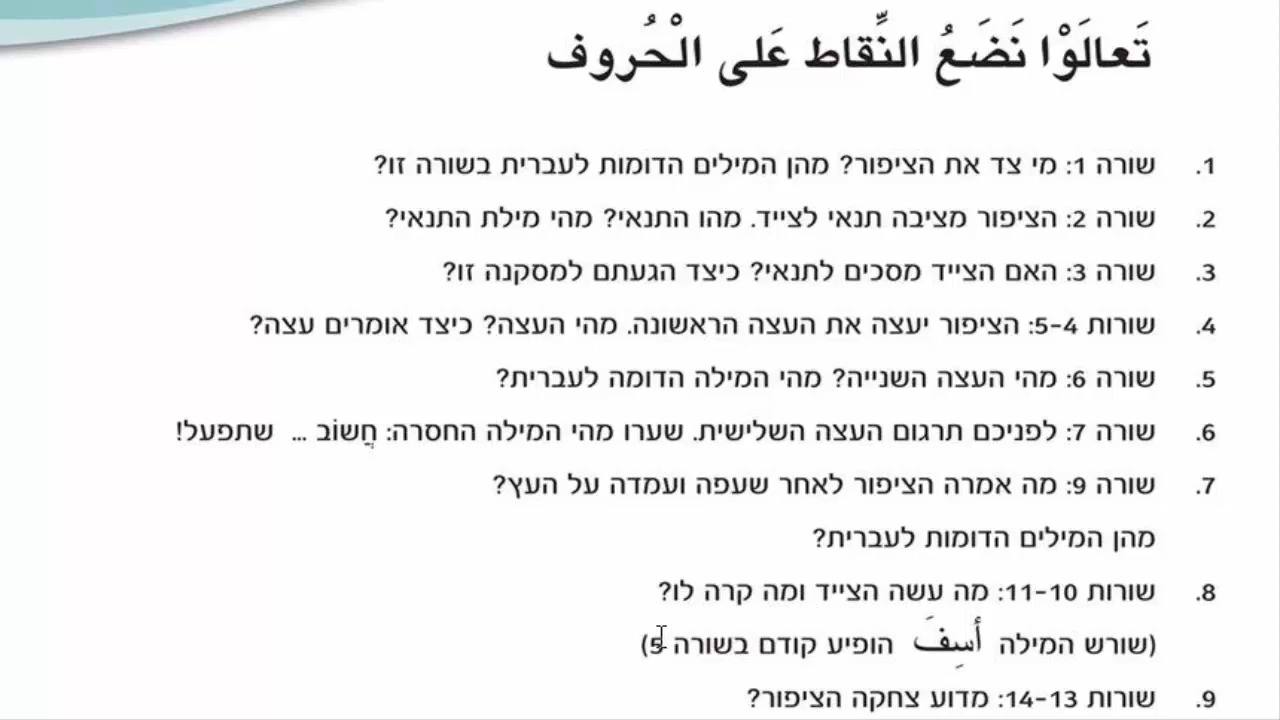 تَعالَوْا نَضَعُ النِّقاط عَلى الْحُروف
1. שורה 1: מי צד את הציפור? מהן המילים הדומות לעברית בשורה זו?
2. שורה 2: הציפור מציבה תנאי לצייד. מהו התנאי? מהי מילת התנאי?
3. שורה 3: האם הצייד מסכים לתנאי? כיצד הגעתם למסקנה זו?
4. שורות 5-4: הציפור יעצה את העצה הראשונה. מהי העצה? כיצד אומרים עצה?
5. שורה 6: מהי העצה השנייה? מהי המילה הדומה לעברית?
6. שורה 7: לפניכם תרגום העצה השלישית. שערו מהי המילה החסרה: חֲשוֹב ... שתפעל!
7. שורה 9: מה אמרה הציפור לאחר שעפה ועמדה על העץ?
מהן המילים הדומות לעברית?
8. שורות 11-10: מה עשה הצייד ומה קרה לו?
(שורש המילה أَسِفَ הופיע קודם בשורה 5)
9. שורות 14-13: מדוע צחקה הציפור?